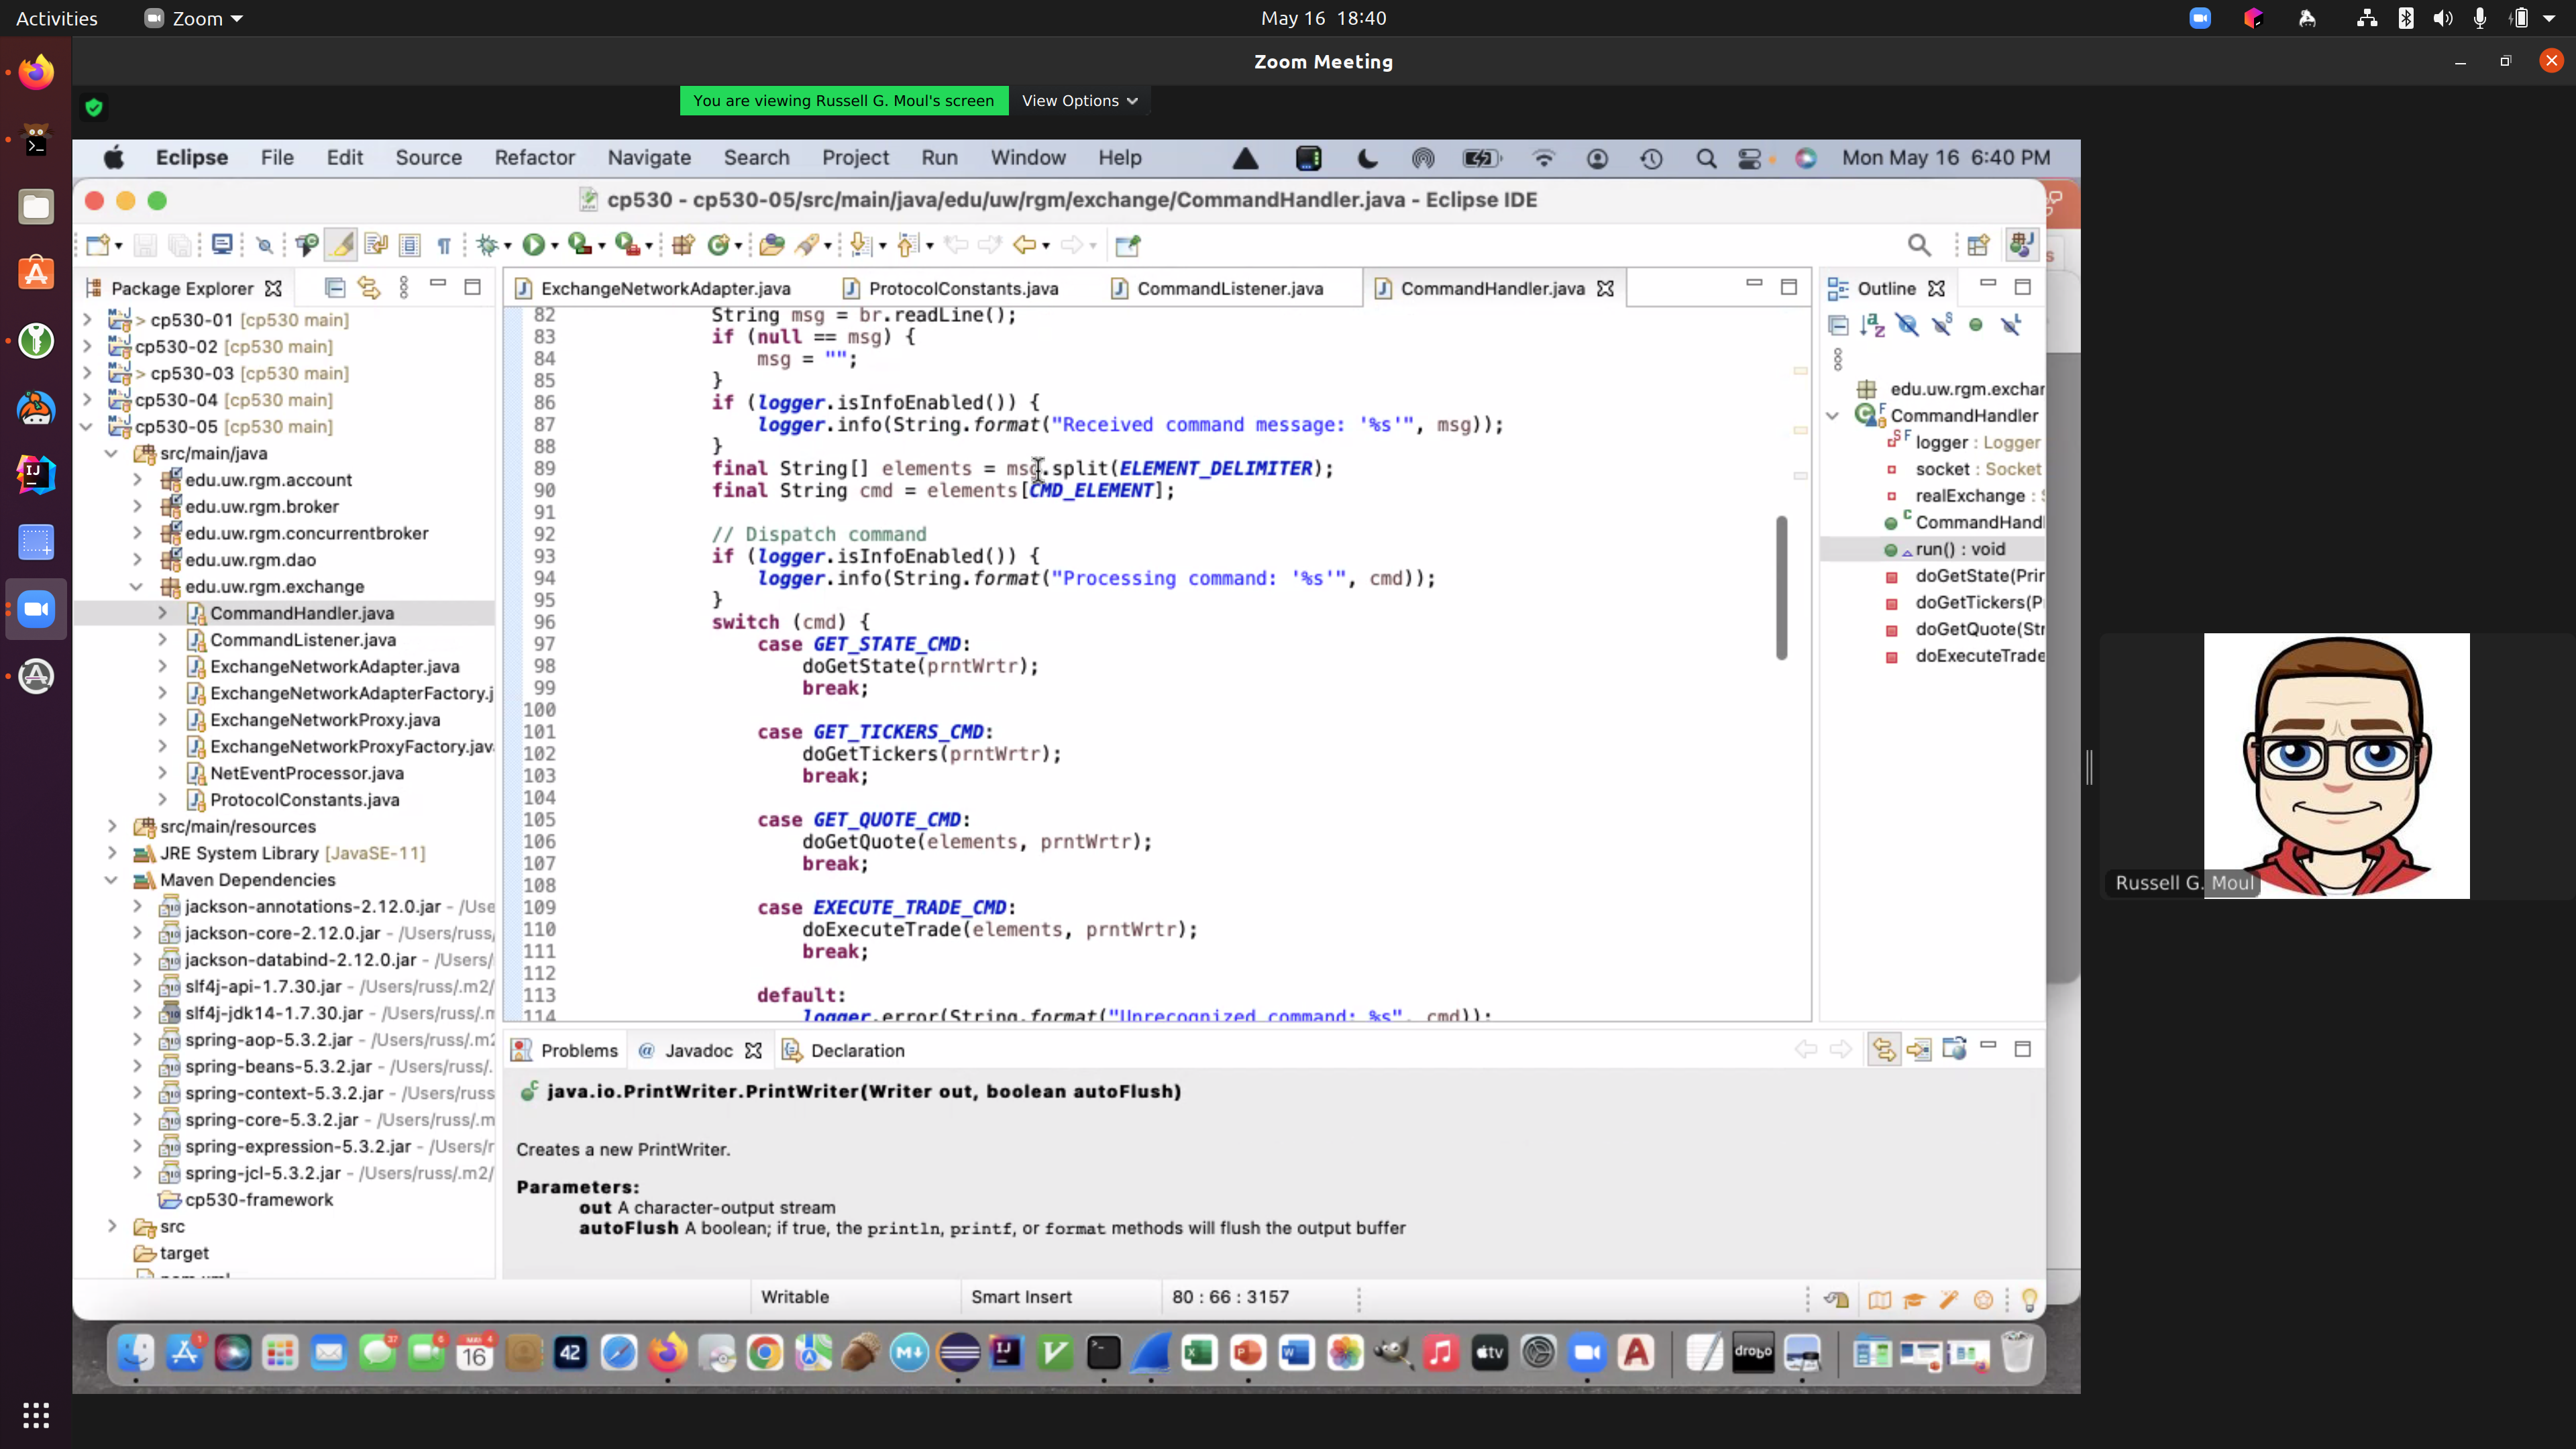 Activities
Zoom
May 16 18:40
Zoom Meeting
You are viewing Russell G. Moul's screen
View Options
Eclipse File Edit Source Refactor Navigate Search Project Run Window Help
Mon May 16 6:40 PM
cp530 - cp530-05/src/main/java/edu/uw/rgm/exchange/CommandHandler.java - Eclipse IDE
Package Explorer
> cp530-01 [cp530 main]
cp530-02 [cp530 main]
> cp530-03 [cp530 main]
cp530-04 [cp530 main]
cp530-05 [cp530 main]
src/main/java
edu.uw.rgm.account
edu.uw.rgm.broker
edu.uw.rgm.concurrentbroker
edu.uw.rgm.dao
edu.uw.rgm.exchange
CommandHandler.java
CommandListener.java
ExchangeNetworkAdapter.java
ExchangeNetworkAdapterFactory.j
ExchangeNetworkProxy.java
ExchangeNetworkProxyFactory.jav
NetEventProcessor.java
ProtocolConstants.java
src/main/resources
JRE System Library [JavaSE-11]
Maven Dependencies
jackson-annotations-2.12.0.jar - /Use
jackson-core-2.12.0.jar - /Users/russ/
jackson-databind-2.12.0.jar - /Users/
slf4j-api-1.7.30.jar - /Users/russ/.m2/
slf4j-jdk14-1.7.30.jar - /Users/russ/.m
spring-aop-5.3.2.jar - /Users/russ/.m2
spring-beans-5.3.2.jar - /Users/russ/.
spring-context-5.3.2.jar - /Users/russ
spring-core-5.3.2.jar - /Users/russ/.m
spring-expression-5.3.2.jar - /Users/r
spring-jcl-5.3.2.jar - /Users/russ/.m2/
cp530-framework
src
target
ExchangeNetworkAdapter.java
ProtocolConstants.java
CommandListener.java
CommandHandler.java
82 String msg = br.readLine();
83 if (null == msg) {
84 msg = "";
85 }
86 if (logger.isInfoEnabled()) {
87 logger.info(String.format("Received command message: '%s'", msg));
88 }
89 final String[] elements = msg.split(ELEMENT_DELIMITER);
90 final String cmd = elements[CMD_ELEMENT];
91
92 // Dispatch command
93 if (logger.isInfoEnabled()) {
94 logger.info(String.format("Processing command: '%s'", cmd));
95 }
96 switch (cmd) {
97 case GET_STATE_CMD:
98 doGetState(prntWrtr);
99 break;
100
101 case GET_TICKERS_CMD:
102 doGetTickers(prntWrtr);
103 break;
104
105 case GET_QUOTE_CMD:
106 doGetQuote(elements, prntWrtr);
107 break;
108
109 case EXECUTE_TRADE_CMD:
110 doExecuteTrade(elements, prntWrtr);
111 break;
112
113 default:
114 logger.error(String.format("Unrecognized command: %s", cmd));
Outline
edu.uw.rgm.exchar
CommandHandler
logger : Logger
socket : Socket
realExchange :
CommandHandl
run() : void
doGetState(Prin
doGetTickers(P
doGetQuote(Str
doExecuteTrade
Problems
@ Javadoc
Declaration
java.io.PrintWriter.PrintWriter(Writer out, boolean autoFlush)
Creates a new PrintWriter.
Parameters:
out A character-output stream
autoFlush A boolean; if true, the println, printf, or format methods will flush the output buffer
Writable
Smart Insert
80 : 66 : 3157
Russell G. Moul
MAY
16
42
tv
drobo